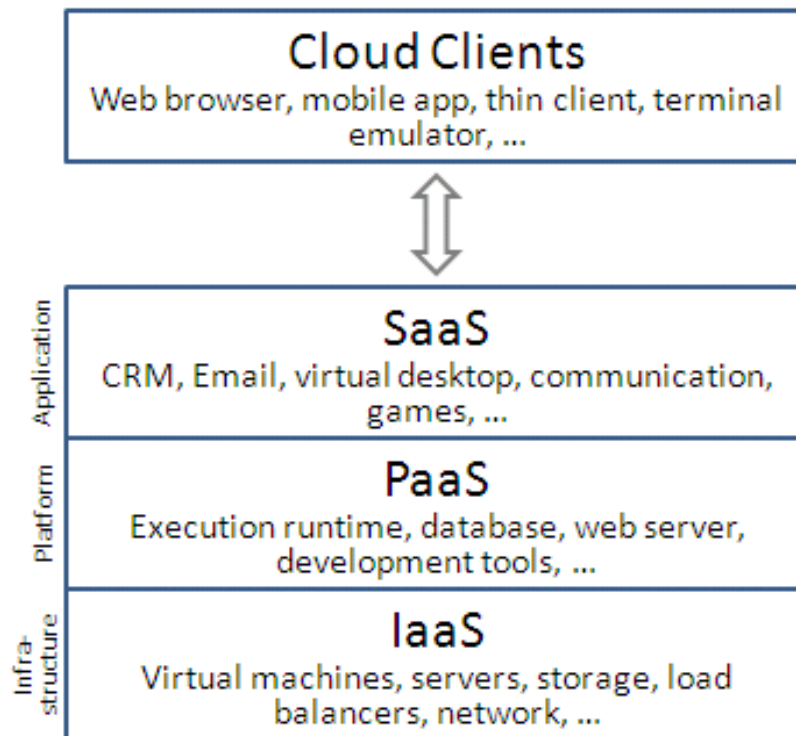 Cloud Clients
Web browser, mobile app, thin client, terminal
emulator, ...
Application
SaaS
CRM, Email, virtual desktop, communication,
games, ...
Platform
PaaS
Execution runtime, database, web server,
development tools, ...
Infra-
structure
IaaS
Virtual machines, servers, storage, load
balancers, network, ...